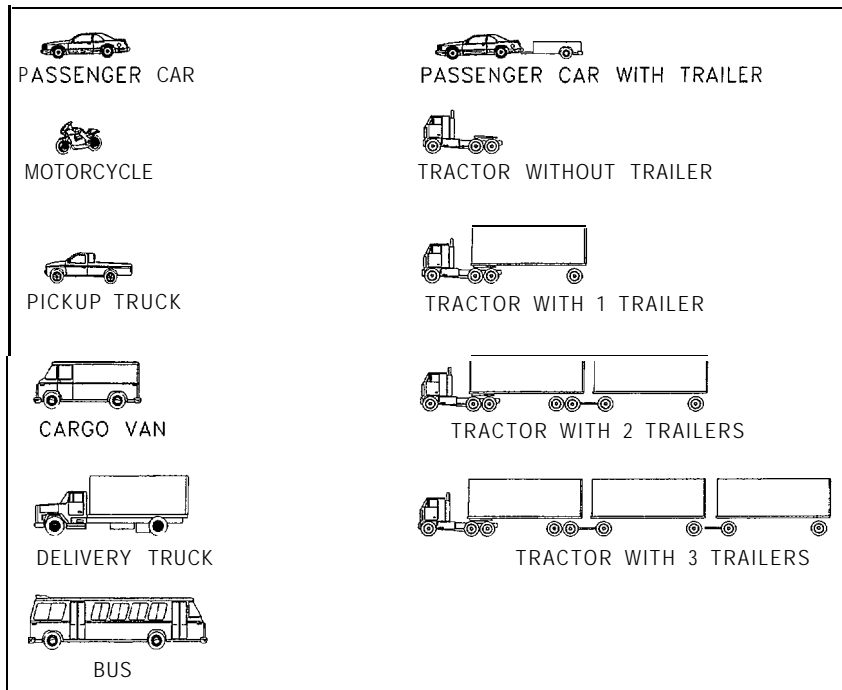 PASSENGER CAR
PASSENGER CAR WITH TRAILER
MOTORCYCLE
TRACTOR WITHOUT TRAILER
PICKUP TRUCK
TRACTOR WITH 1 TRAILER
CARGO VAN
TRACTOR WITH 2 TRAILERS
DELIVERY TRUCK
TRACTOR WITH 3 TRAILERS
BUS